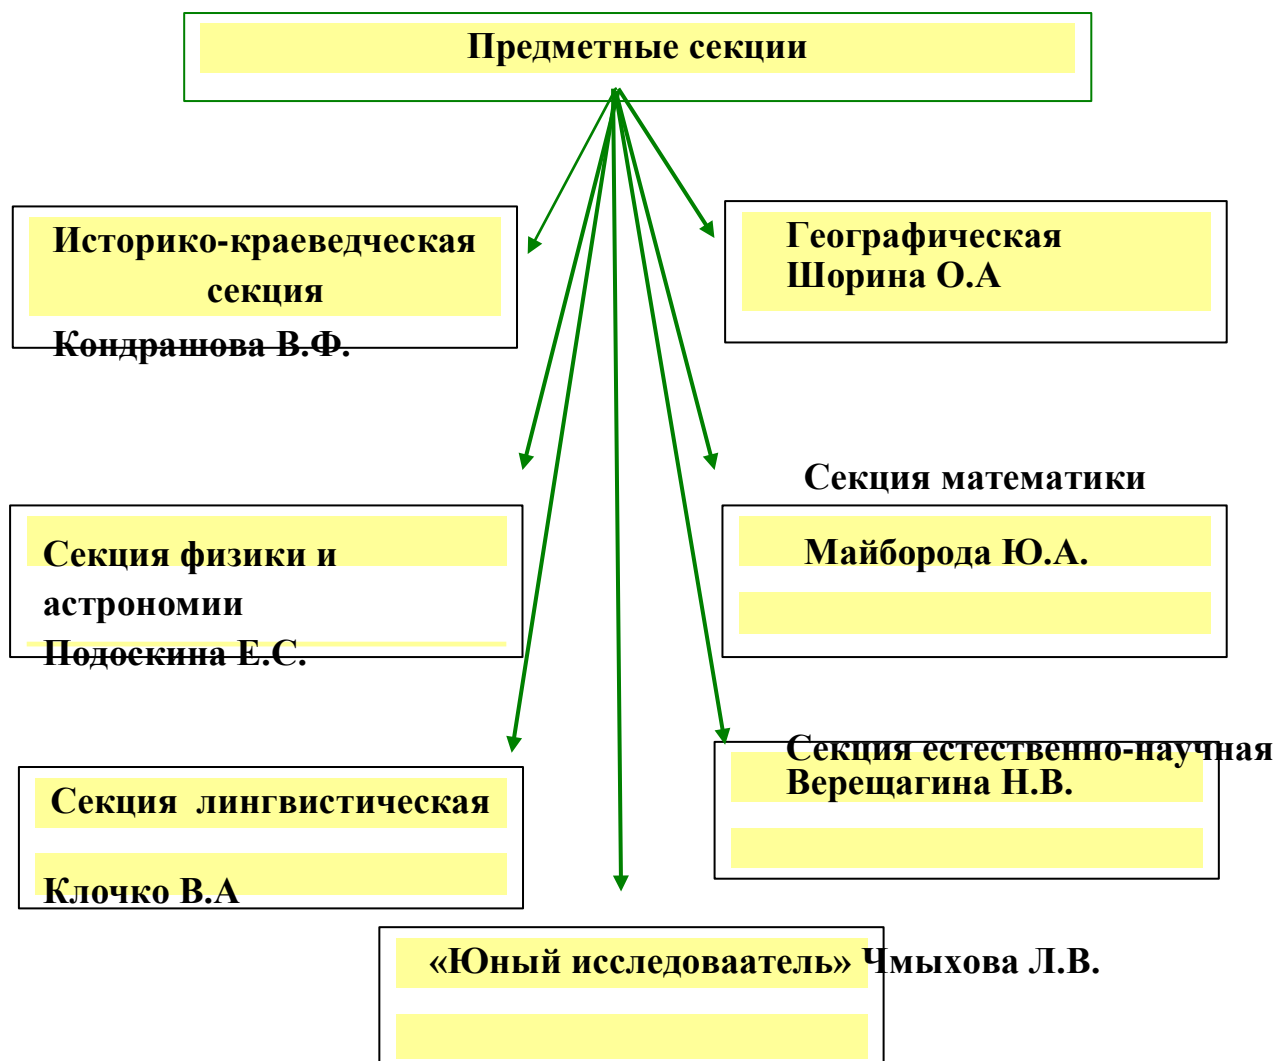 Предметные секции
Историко-краеведческая
секция
Кондрашова В.Ф.
Географическая
Шорина О.А
Секция физики и
астрономии
Подоскина Е.С.
Секция математики
Майборода Ю.А.
Секция лингвистическая
Клочко В.А
Секция естественно-научная
Верещагина Н.В.
«Юный исследоваатель» Чмыхова Л.В.